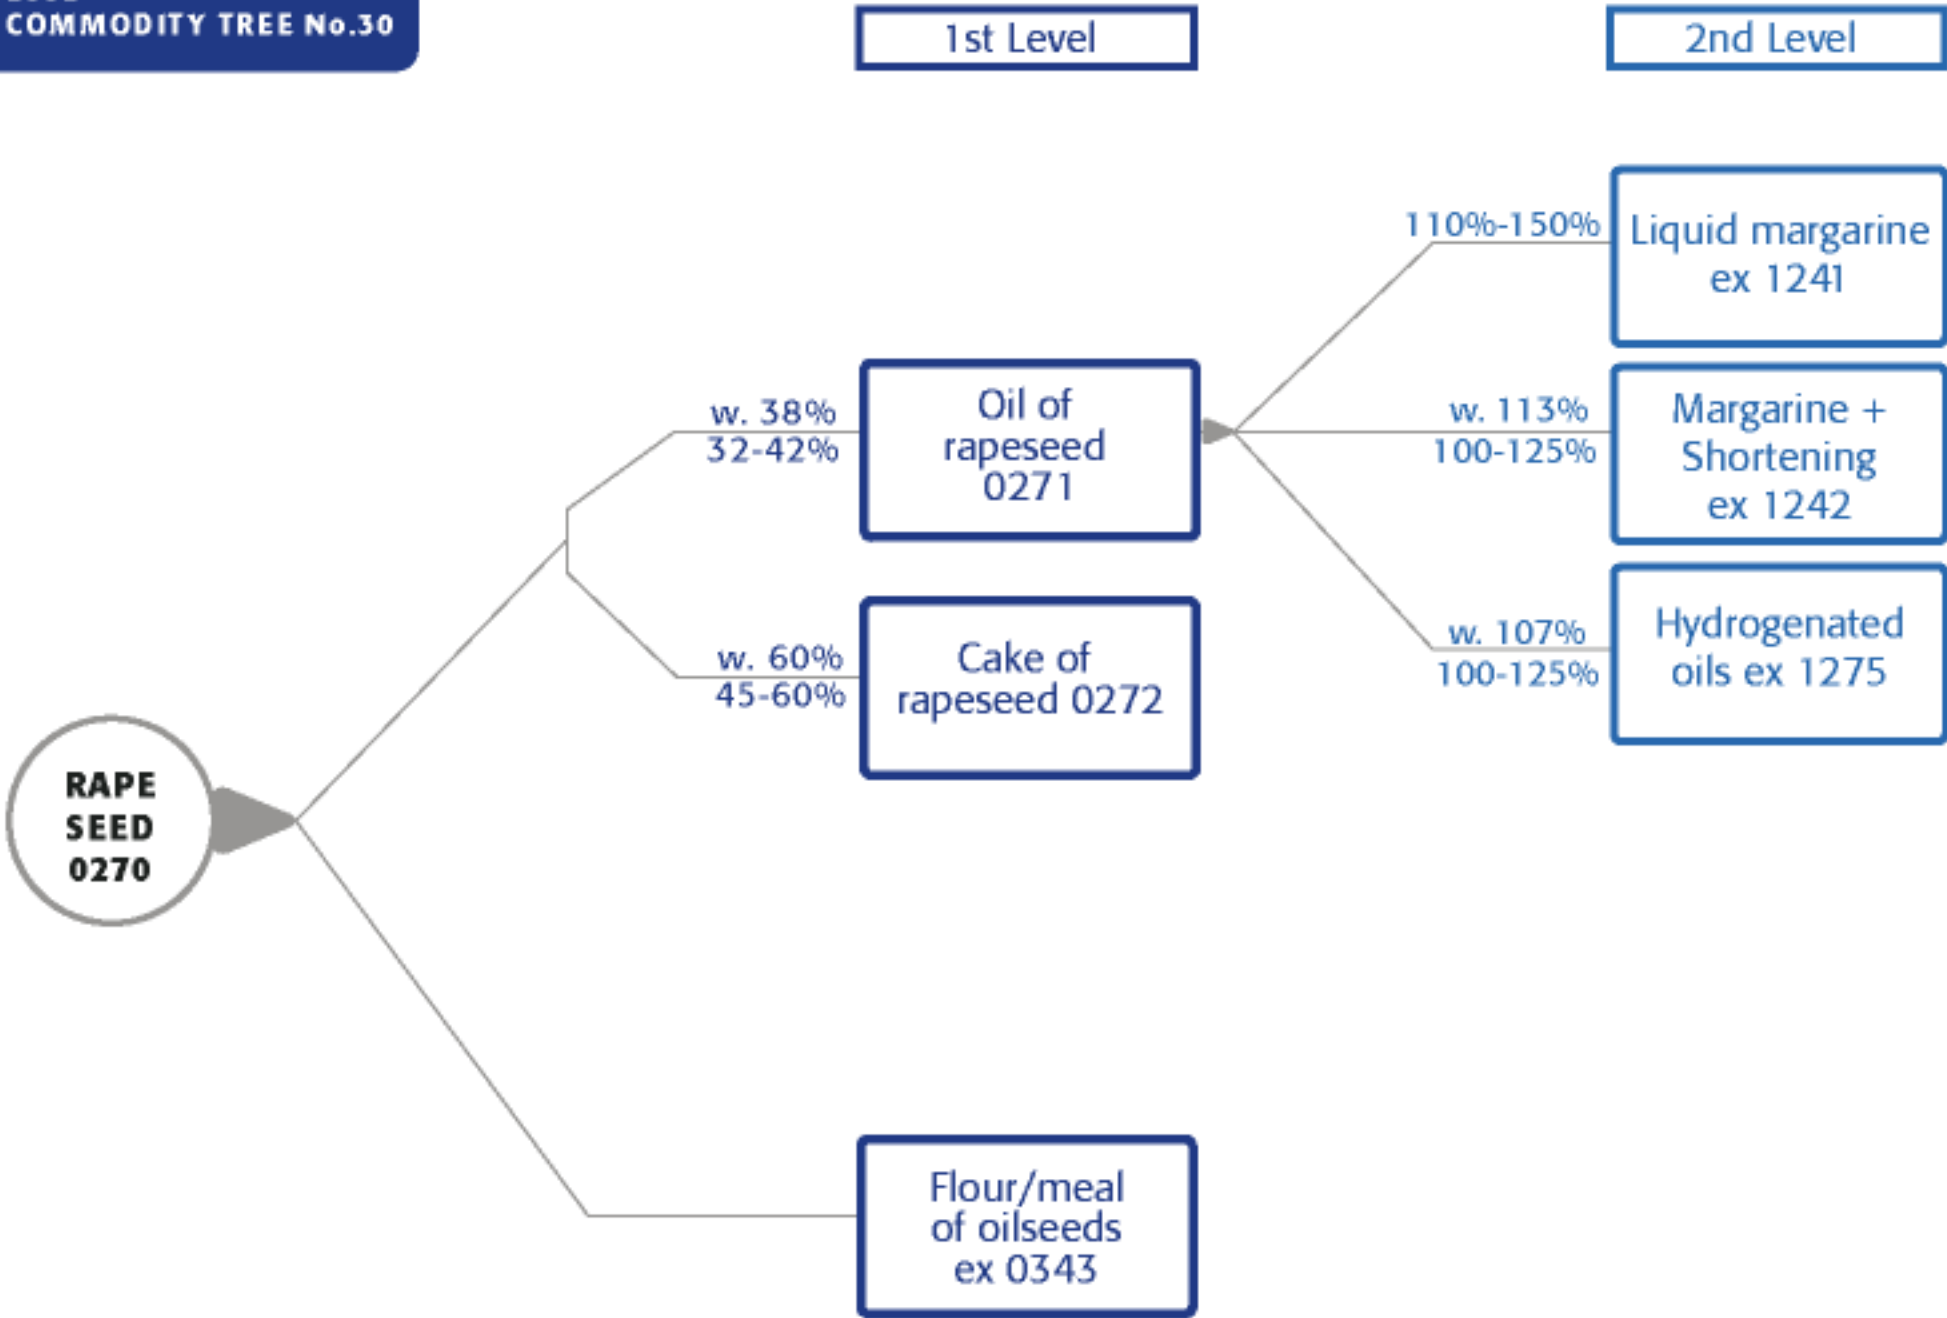 COMMODITY TREE No.30
1st Level
2nd Level
110%-150%
Liquid margarine
ex 1241
w. 38%
32-42%
Oil of
rapeseed
0271
w. 113%
100-125%
Margarine +
Shortening
ex 1242
w. 60%
45-60%
Cake of
rapeseed 0272
w. 107%
100-125%
Hydrogenated
oils ex 1275
RAPE
SEED
0270
Flour/meal
of oilseeds
ex 0343